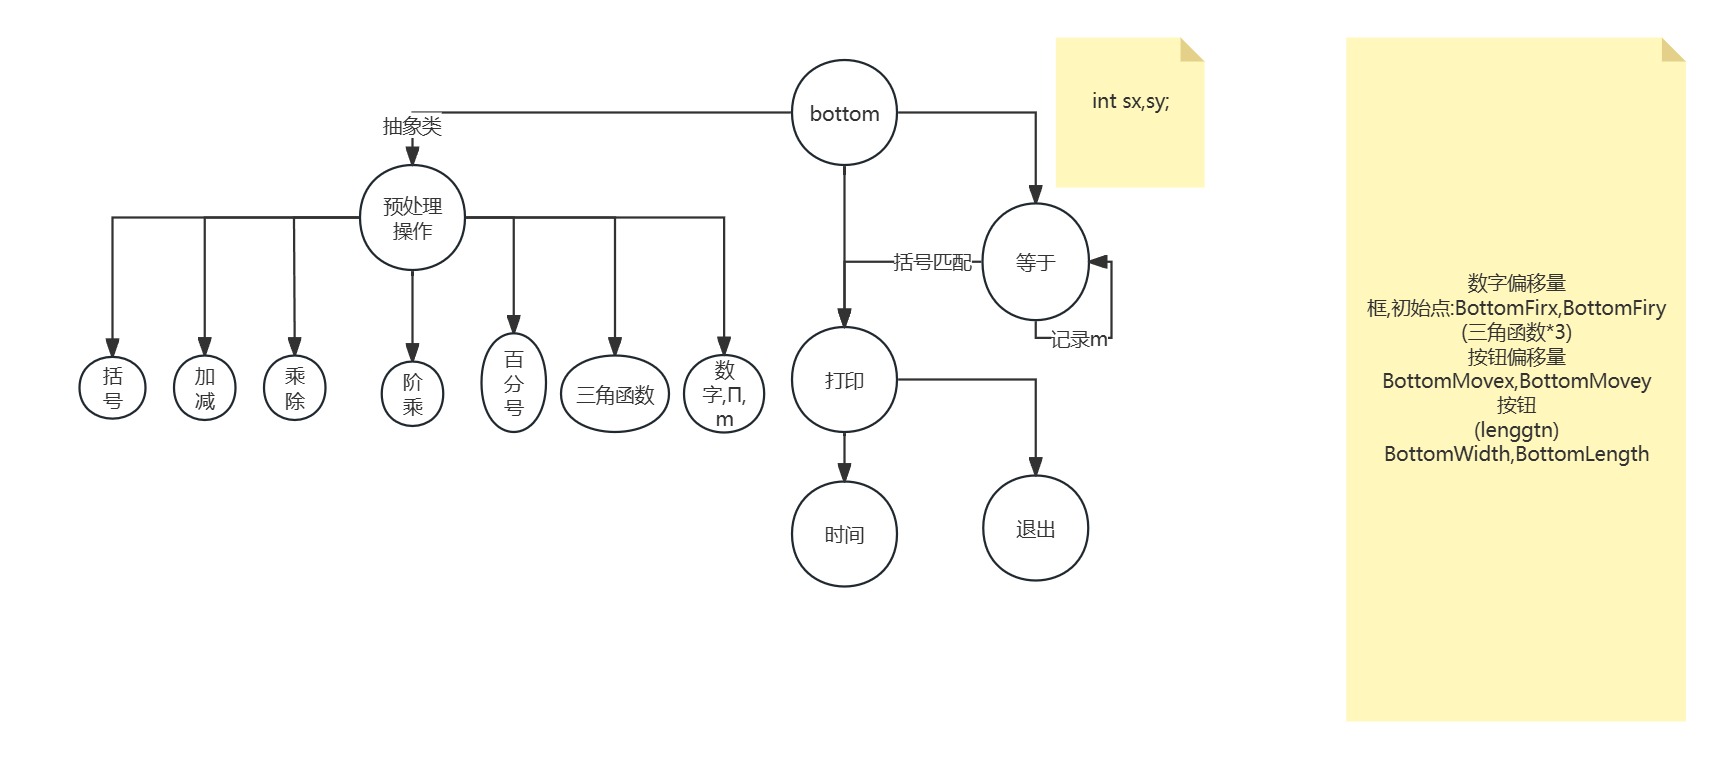 bottom
int sx,sy;
抽象类
预处理
操作
括号匹配
等于
记录m
括
号
加
减
乘
除
阶
乘
百
分
号
三角函数
数
字,Π,
m
打印
时间
退出
数字偏移量
框,初始点:BottomFirx,BottomFiry
(三角函数*3)
按钮偏移量
BottomMovex,BottomMovey
按钮
(lenggtn)
BottomWidth,BottomLength